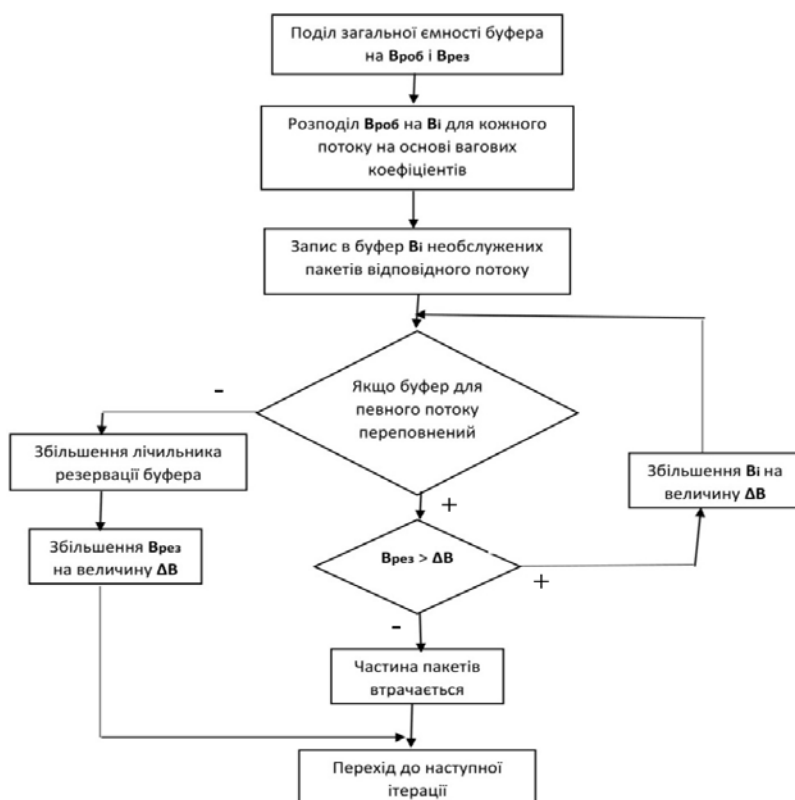 Поділ загальної ємності буфера
на Вроб і Врез
Розподіл Вроб на Ві для кожного
потоку на основі вагових
коефіцієнтів
Запис в буфер Ві необслужених
пакетів відповідного потоку
Якщо буфер для
певного потоку
переповнений
-
+
Збільшення лічильника
резервації буфера
Збільшення Врез
на величину ΔВ
Врез > ΔВ
+
-
Збільшення Ві на
величину ΔВ
Частина пакетів
втрачається
Перехід до наступної
ітерації